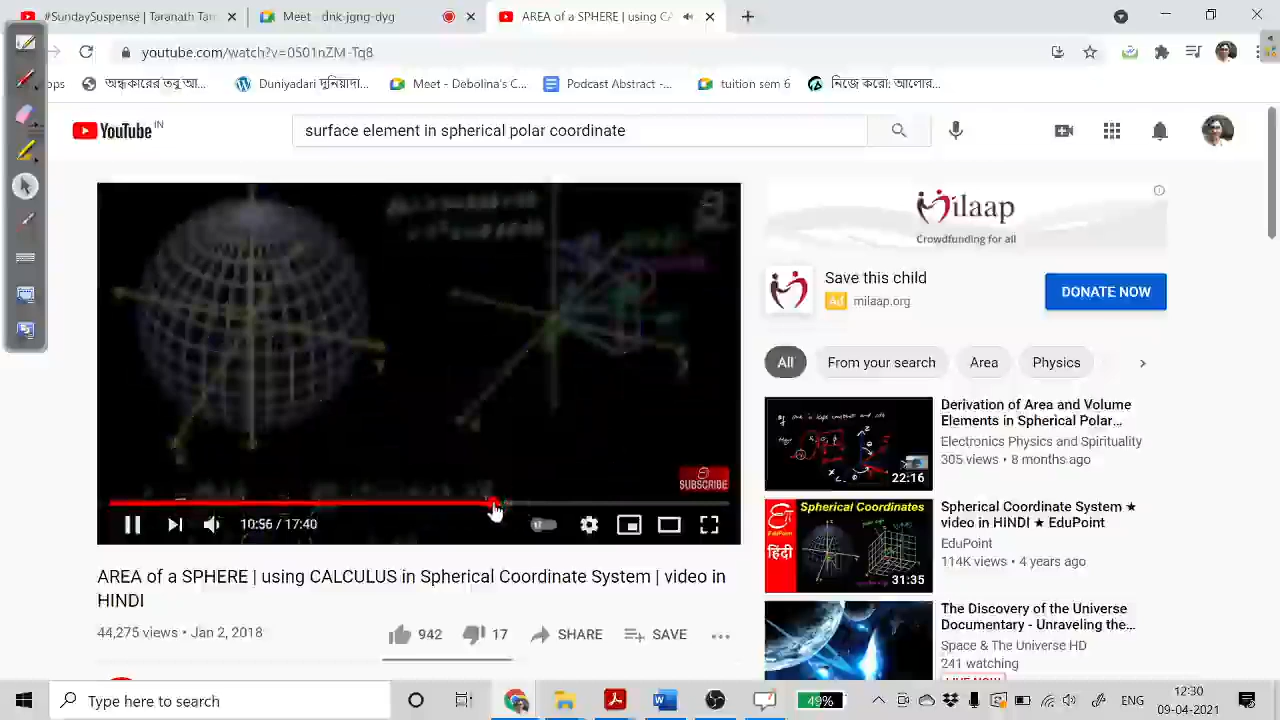 #SundaySuspense | Taranath Tan
Meet - dnk-jgng-dyg
AREA of a SPHERE | using CA
youtube.com/watch?v=0501nZM-Tq8
ops
অন্ধকারের তবু আ...
Duniyadari দুনিয়াদা...
Meet - Debolina's C...
Podcast Abstract -...
tuition sem 6
নিজে করো: আলোর...
YouTube IN
surface element in spherical polar coordinate
Milaap
Crowdfunding for all
Save this child
Ad milaap.org
DONATE NOW
All
From your search
Area
Physics
SUBSCRIBE
10:56 / 17:40
AREA of a SPHERE | using CALCULUS in Spherical Coordinate System | video in
HINDI
44,275 views • Jan 2, 2018
942
17
SHARE
SAVE
22:16
Derivation of Area and Volume
Elements in Spherical Polar...
Electronics Physics and Spirituality
305 views • 8 months ago
Spherical Coordinates
EduPoint
हिंदी
31:35
Spherical Coordinate System ★
video in HINDI ★ EduPoint
EduPoint
114K views • 4 years ago
The Discovery of the Universe
Documentary - Unraveling the...
Space & The Universe HD
241 watching
LIVE NOW
Type here to search
49%
ENG
12:30
09-04-2021